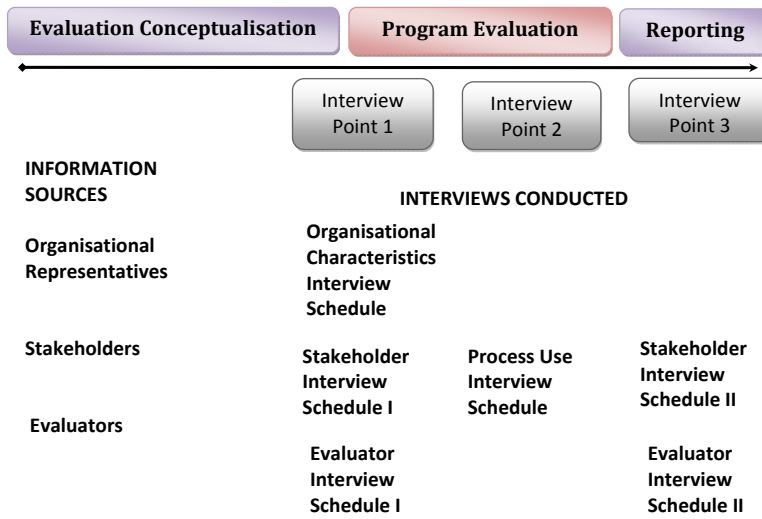 Evaluation Conceptualisation
Program Evaluation
Reporting
Interview
Point 1
Interview
Point 2
Interview
Point 3
INFORMATION
SOURCES
INTERVIEWS CONDUCTED
Organisational
Representatives
Organisational
Characteristics
Interview
Schedule
Stakeholders
Stakeholder
Interview
Schedule I
Process Use
Interview
Schedule
Stakeholder
Interview
Schedule II
Evaluators
Evaluator
Interview
Schedule I
Evaluator
Interview
Schedule II